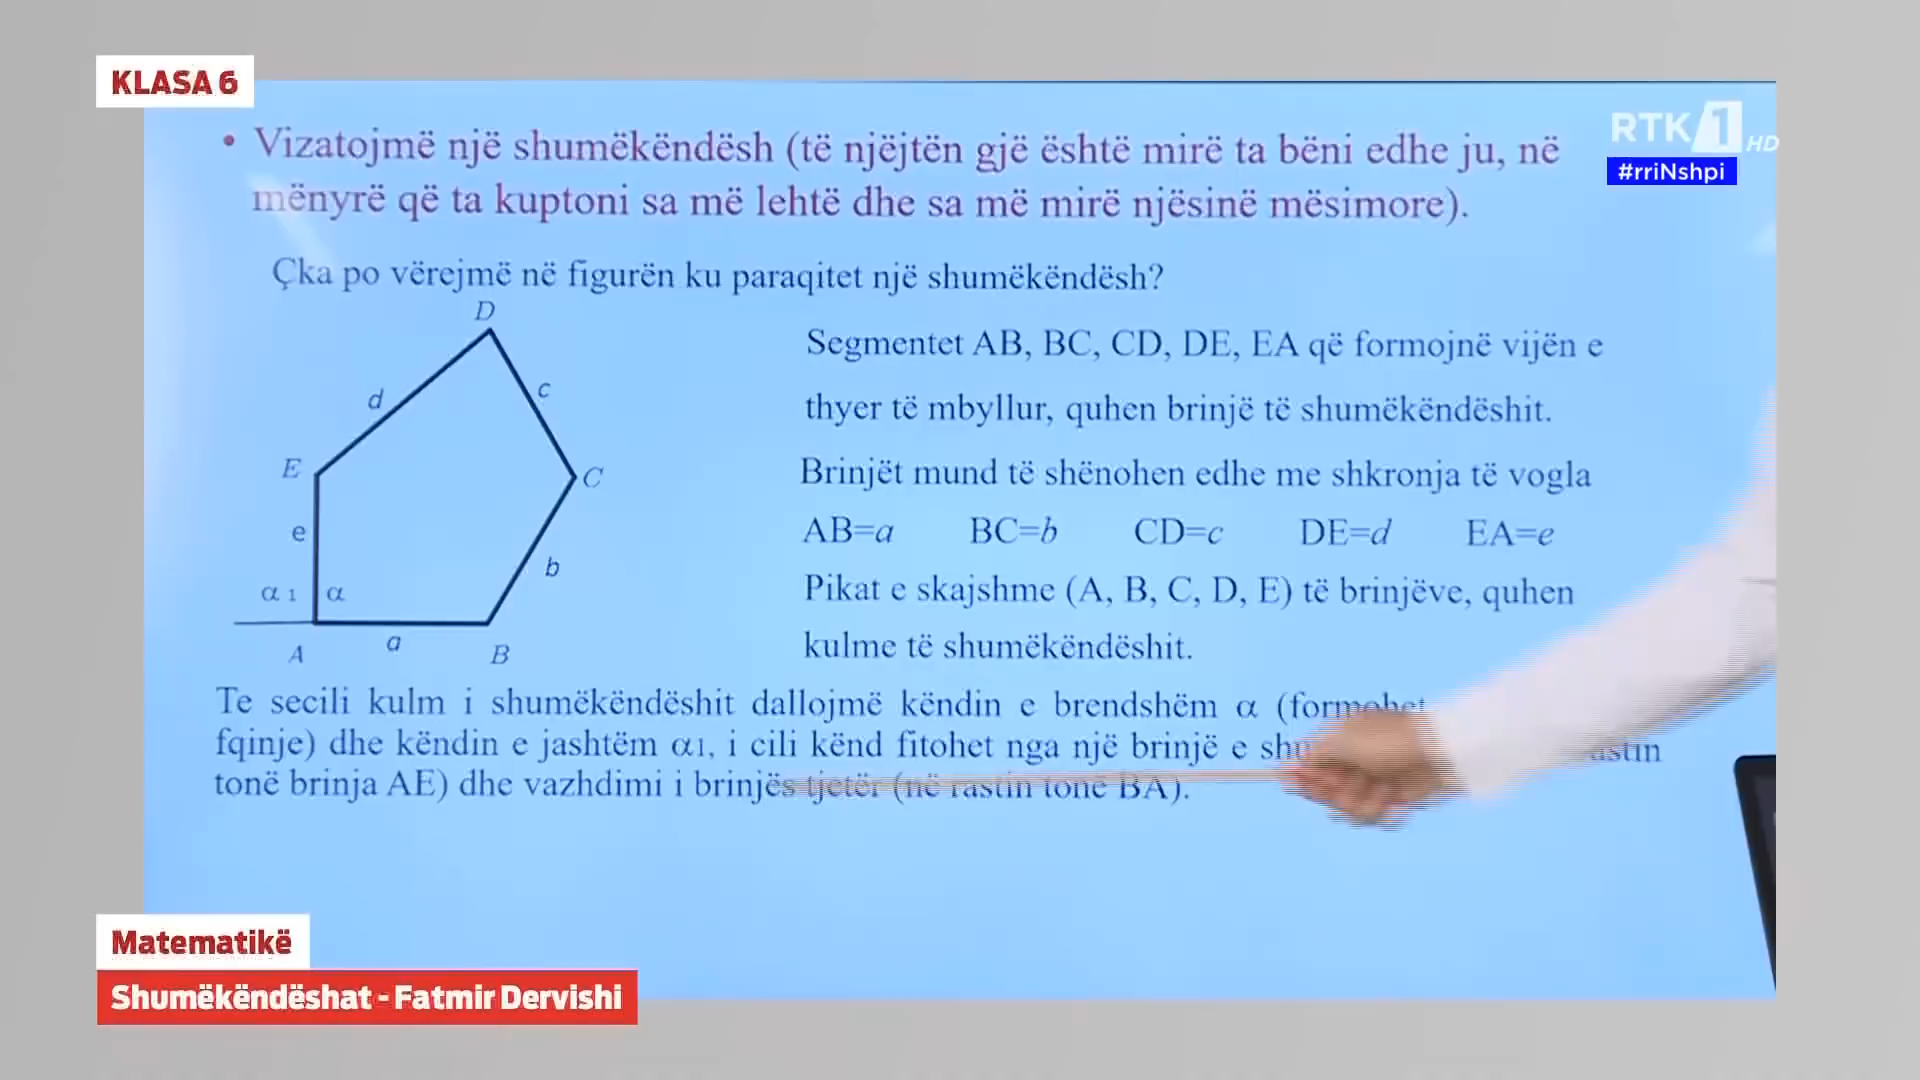 KLASA 6
RTK 1 HD
#rriNshpi
• Vizatojmë një shumëkëndësh (të njëjtën gjë është mirë ta bëni edhe ju, në
mënyrë që ta kuptoni sa më lehtë dhe sa më mirë njësinë mësimore).
Çka po vërejmë në figurën ku paraqitet një shumëkëndësh?
D
d
c
E
C
e
b
α 1 α
a
A
B
Segmentet AB, BC, CD, DE, EA që formojnë vijën e
thyer të mbyllur, quhen brinjë të shumëkëndëshit.
Brinjët mund të shënohen edhe me shkronja të vogla
AB=a BC=b CD=c DE=d EA=e
Pikat e skajshme (A, B, C, D, E) të brinjëve, quhen
kulme të shumëkëndëshit.
Te secili kulm i shumëkëndëshit dallojmë këndin e brendshëm α (formohet
fqinje) dhe këndin e jashtëm α1, i cili kënd fitohet nga një brinjë e
tonë brinja AE) dhe vazhdimi i brinjës tjetër (në rastin tonë BA).
Matematikë
Shumëkëndëshat - Fatmir Dervishi